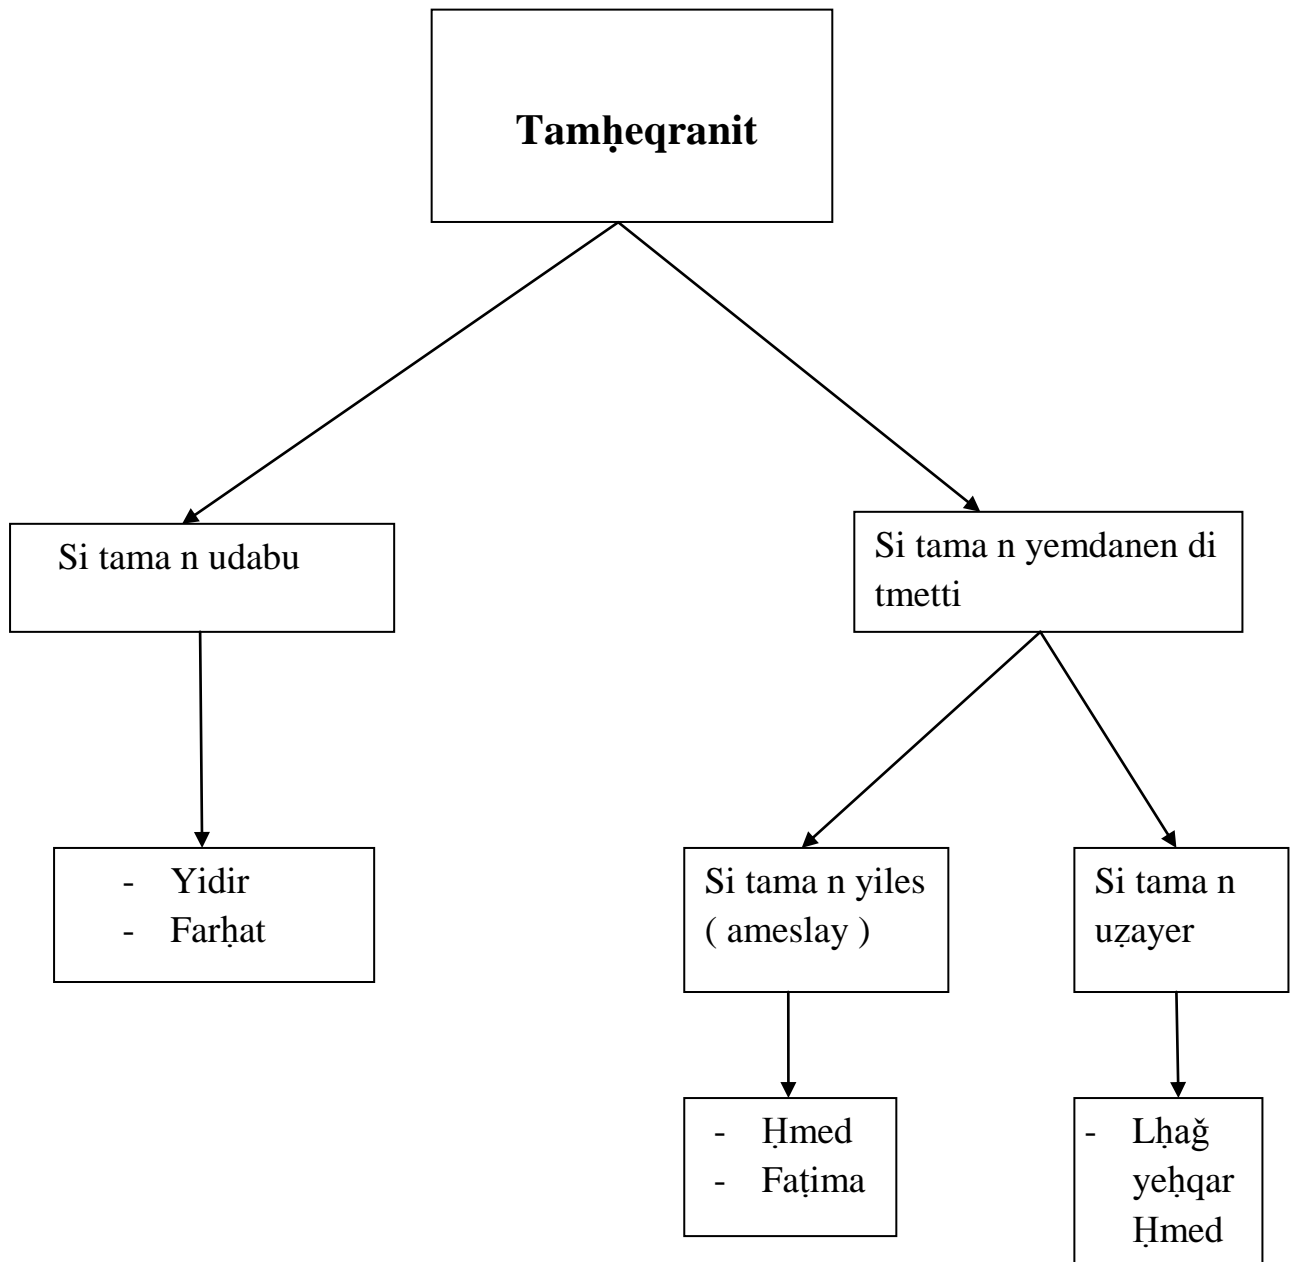 Tamḥeqranit
Si tama n udabu
Si tama n yemdanen di
tmetti
- Yidir
- Farḥat
Si tama n yiles
( ameslay )
Si tama n
uẓayer
- Ḥmed
- Faṭima
- Lḥaǧ
yeḥqar
Ḥmed